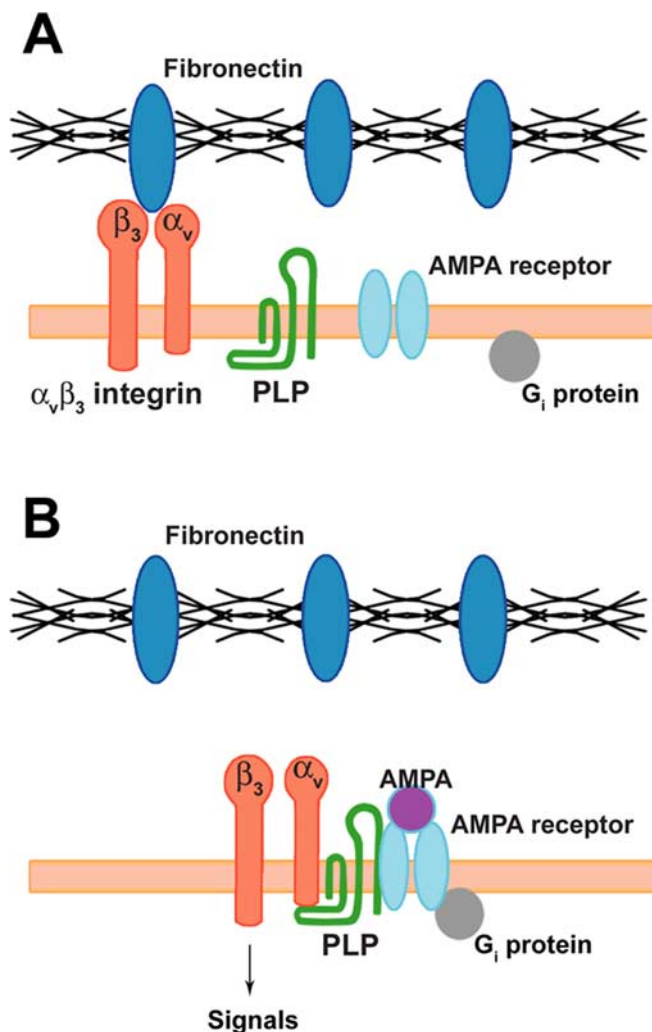 A
Fibronectin
β3 αv
AMPA receptor
αvβ3 integrin
PLP
Gi protein
B
Fibronectin
β3 αv
AMPA
AMPA receptor
PLP
Gi protein
Signals